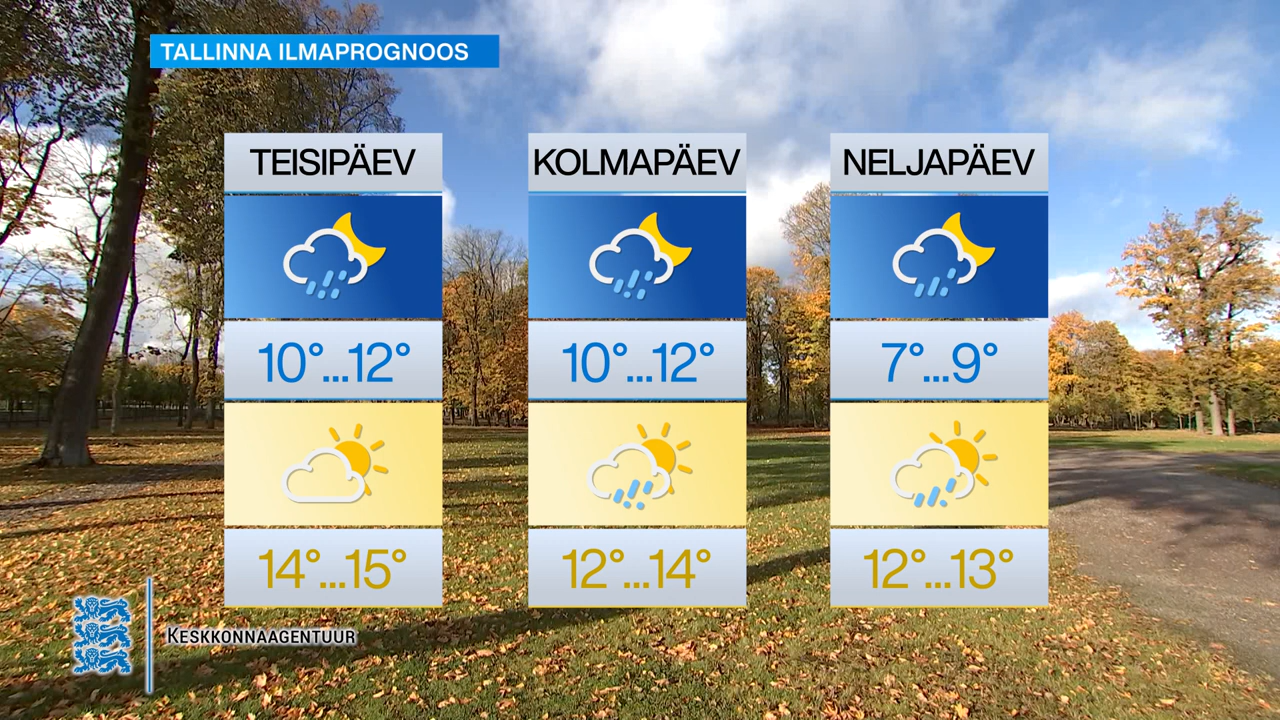 TALLINNA ILMAPROGNOOS
TEISIPÄEV
10°...12°
14°...15°
KOLMAPÄEV
10°...12°
12°...14°
NELJAPÄEV
7°...9°
12°...13°
KESKKONNAAGENTUUR